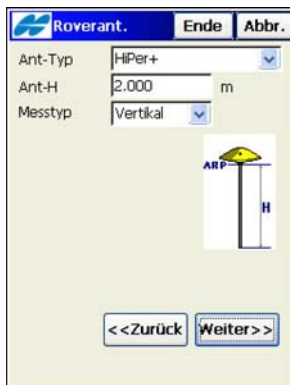 Roverant. Ende Abbr.
Ant-Typ HiPer+
Ant-H 2.000 m
Messtyp Vertikal
ARP
H
<<Zurück Weiter>>